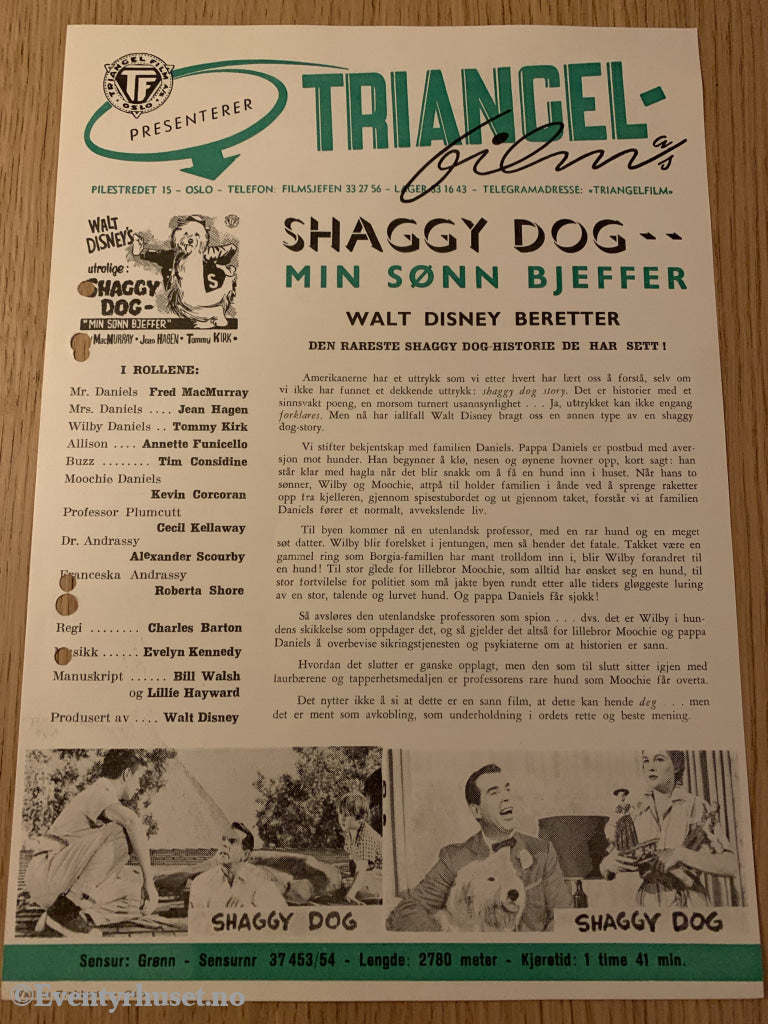 TRIANGEL FILM A/S
TF
OSLO
PRESENTERER
TRIANGEL-
film a/s
PILESTREDET 15 – OSLO – TELEFON: FILMSJEFEN 33 27 56 – LAGER 33 16 43 – TELEGRAMADRESSE: «TRIANGELFILM»
WALT
DISNEY'S
utrolige:
SHAGGY
DOG-
"MIN SØNN BJEFFER"
MacMURRAY • Jean HAGEN • Tommy KIRK •
S
SHAGGY DOG--
MIN SØNN BJEFFER
WALT DISNEY BERETTER
DEN RARESTE SHAGGY DOG-HISTORIE DE HAR SETT!
I ROLLENE:
Mr. Daniels Fred MacMurray
Mrs. Daniels .... Jean Hagen
Wilby Daniels .. Tommy Kirk
Allison .... Annette Funicello
Buzz ........ Tim Considine
Moochie Daniels
Kevin Corcoran
Professor Plumcutt
Cecil Kellaway
Dr. Andrassy
Alexander Scourby
Franceska Andrassy
Roberta Shore
Regi ........ Charles Barton
Musikk ...... Evelyn Kennedy
Manuskript ...... Bill Walsh
og Lillie Hayward
Produsert av .... Walt Disney
Amerikanerne har et uttrykk som vi etter hvert har lært oss å forstå, selv om
vi ikke har funnet et dekkende uttrykk: shaggy dog story. Det er historier med et
sinnsvakt poeng, en morsom turnert usannsynlighet . . . Ja, uttrykket kan ikke engang
forklares. Men nå har iallfall Walt Disney bragt oss en annen type av en shaggy
dog-story.
Vi stifter bekjentskap med familien Daniels. Pappa Daniels er postbud med aver-
sjon mot hunder. Han begynner å klø, nesen og øynene hovner opp, kort sagt: han
står klar med hagla når det blir snakk om å få en hund inn i huset. Når hans to
sønner, Wilby og Moochie, attpå til holder familien i ånde ved å sprenge raketter
opp fra kjelleren, gjennom spisestubordet og ut gjennom taket, forstår vi at familien
Daniels fører et normalt, avvekslende liv.
Til byen kommer nå en utenlandsk professor, med en rar hund og en meget
søt datter. Wilby blir forelsket i jentungen, men så hender det fatale. Takket være en
gammel ring som Borgia-familien har mant trolldom inn i, blir Wilby forandret til
en hund! Til stor glede for lillebror Moochie, som alltid har ønsket seg en hund, til
stor fortvilelse for politiet som må jakte byen rundt etter alle tiders gløggeste luring
av en stor, talende og lurvet hund. Og pappa Daniels får sjokk!
Så avsløres den utenlandske professoren som spion . . . dvs. det er Wilby i hun-
dens skikkelse som oppdager det, og så gjelder det altså for lillebror Moochie og pappa
Daniels å overbevise sikringstjenesten og psykiaterne om at historien er sann.
Hvordan det slutter er ganske opplagt, men den som til slutt sitter igjen med
laurbærene og tapperhetsmedaljen er professorens rare hund som Moochie får overta.
Det nytter ikke å si at dette er en sann film, at dette kan hende deg . . . men
det er ment som avkobling, som underholdning i ordets rette og beste mening.
SHAGGY DOG
SHAGGY DOG
Sensur: Grønn - Sensurnr 37 453/54 - Lengde: 2780 meter - Kjøretid: 1 time 41 min.
©Eventyrhuset.no